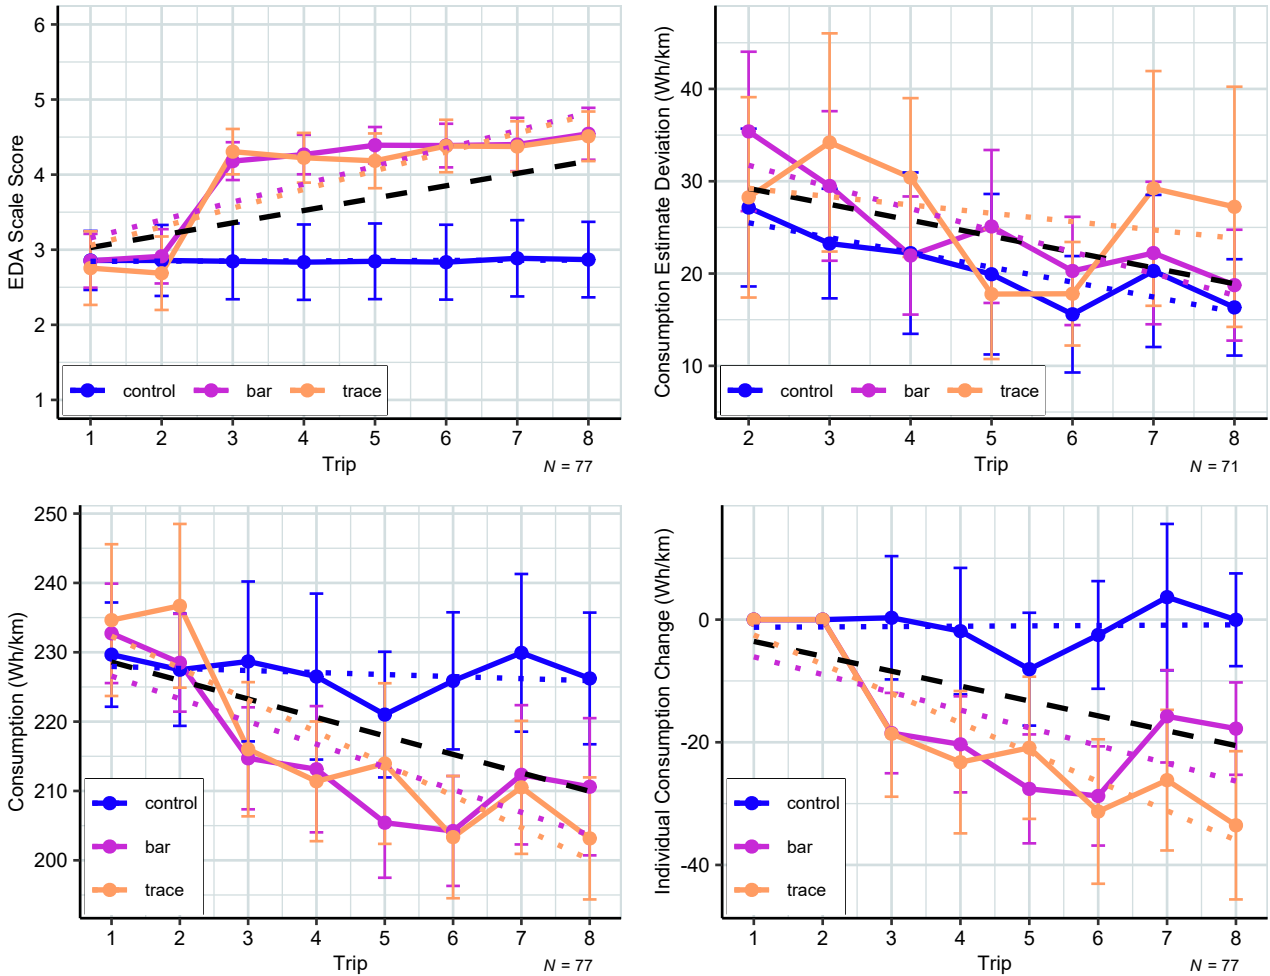 EDA Scale Score
6
5
4
3
2
1
control bar trace
1 2 3 4 5 6 7 8
Trip
N = 77
Consumption Estimate Deviation (Wh/km)
40
30
20
10
control bar trace
2 3 4 5 6 7 8
Trip
N = 71
Consumption (Wh/km)
250
240
230
220
210
200
control
bar
trace
1 2 3 4 5 6 7 8
Trip
N = 77
Individual Consumption Change (Wh/km)
0
-20
-40
control
bar
trace
1 2 3 4 5 6 7 8
Trip
N = 77